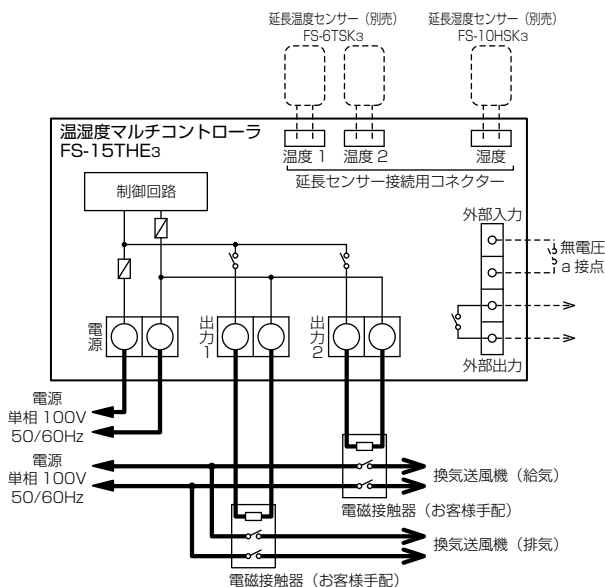 延長温度センサー（別売）
FS-6TSK3
延長湿度センサー（別売）
FS-10HSK3
温湿度マルチコントローラ
FS-15THE3
温度 1
温度 2
湿度
延長センサー接続用コネクター
制御回路
外部入力
無電圧
a 接点
電源
出力1
出力2
外部出力
電源
単相 100V
50/60Hz
電源
単相 100V
50/60Hz
換気送風機（給気）
電磁接触器（お客様手配）
換気送風機（排気）
電磁接触器（お客様手配）